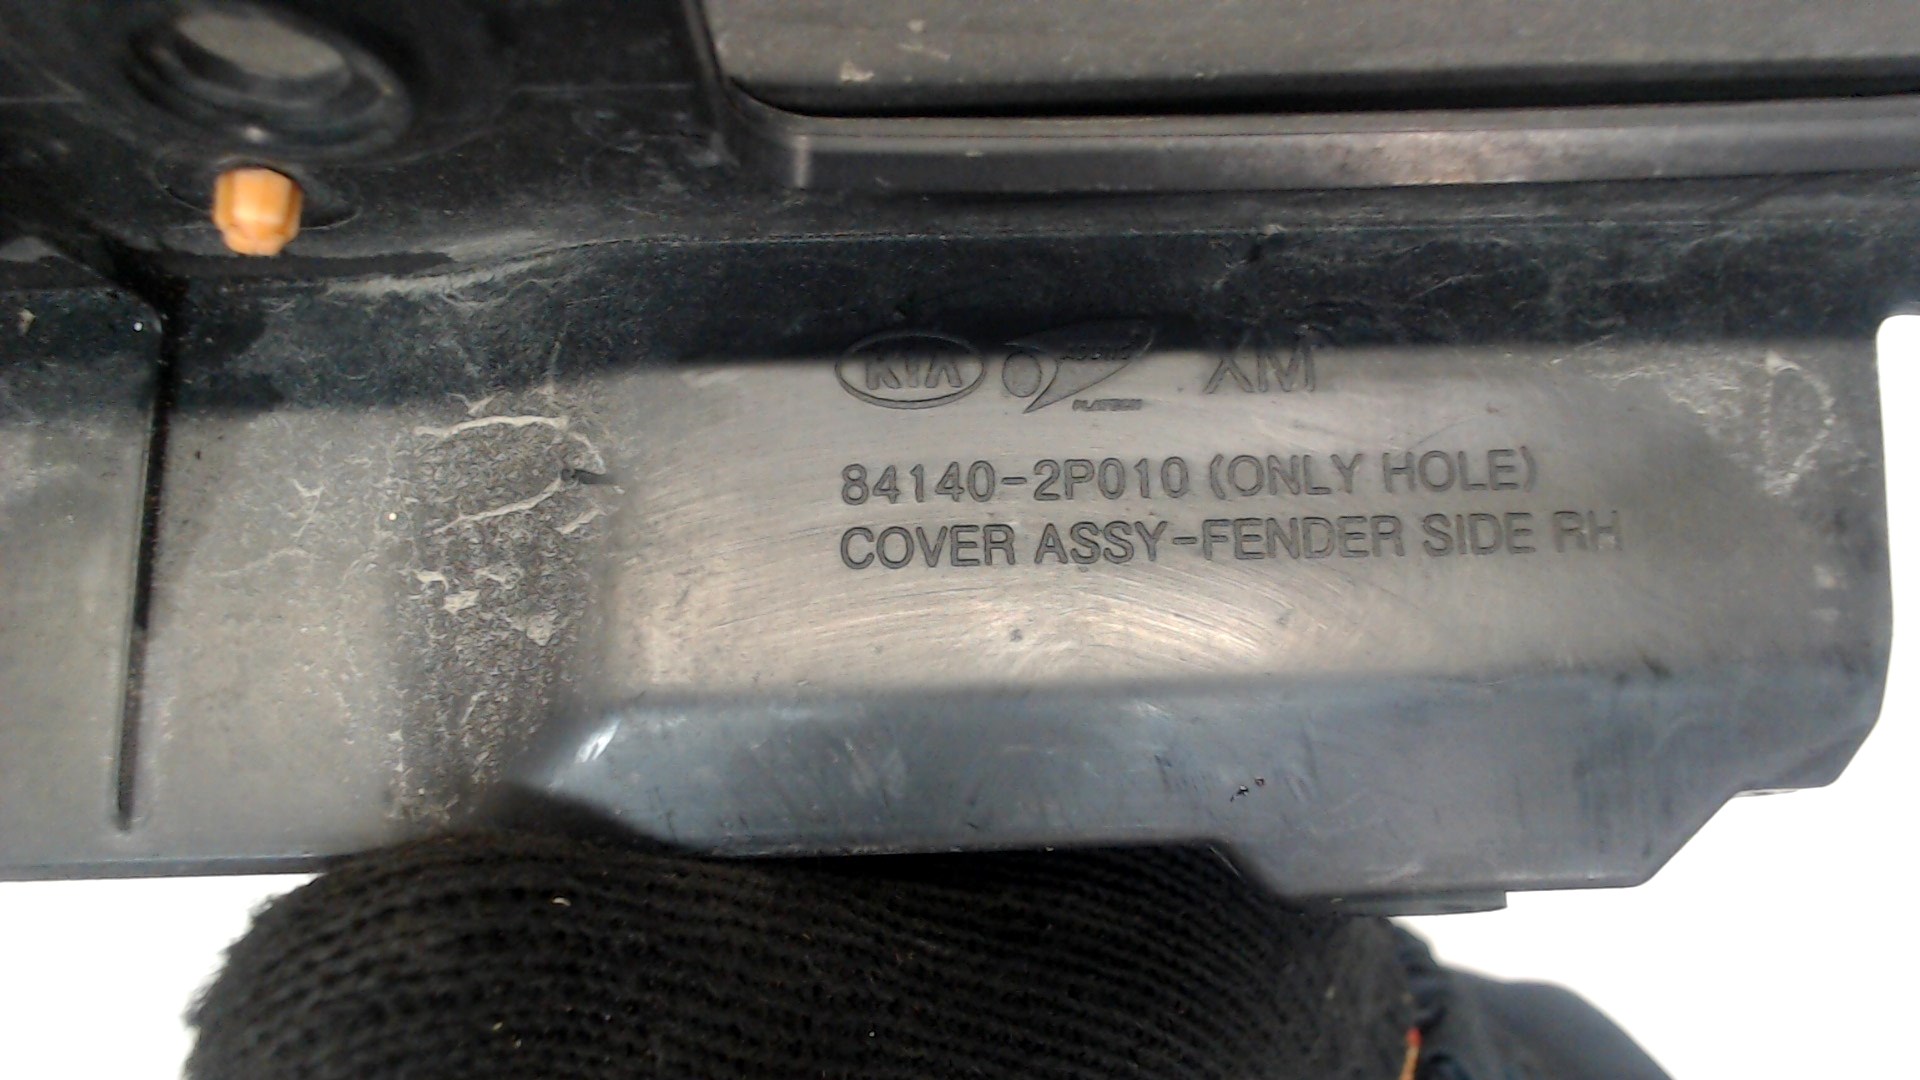 KIA XM
84140-2P010 (ONLY HOLE)
COVER ASSY-FENDER SIDE RH